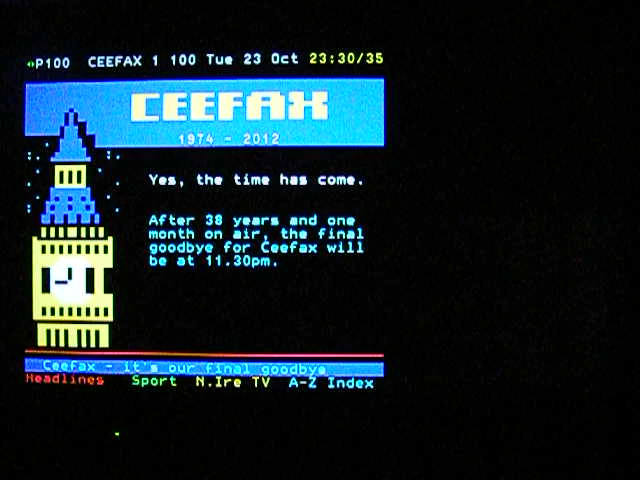 P100 CEEFAX 1 100 Tue 23 Oct 23:30/35
CEEFAX
1974 - 2012
Yes, the time has come.
After 38 years and one
month on air, the final
goodbye for Ceefax will
be at 11.30pm.
Ceefax - it's our final goodbye
Headlines Sport N.Ire TV A-Z Index